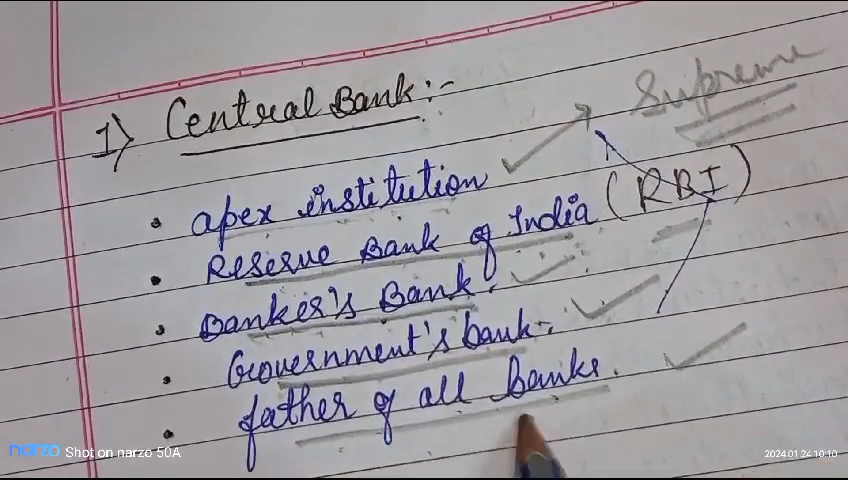 1) Central Bank:-
Supreme
• apex institution
• Reserve Bank of India (RBI)
• Banker's Bank.
• Government's bank.
• father of all banks.
narzo Shot on narzo 50A
2024.01.24 10:10